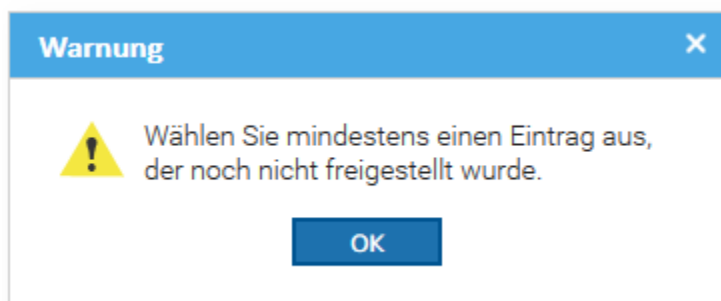 Warnung
Wählen Sie mindestens einen Eintrag aus,
der noch nicht freigestellt wurde.
OK